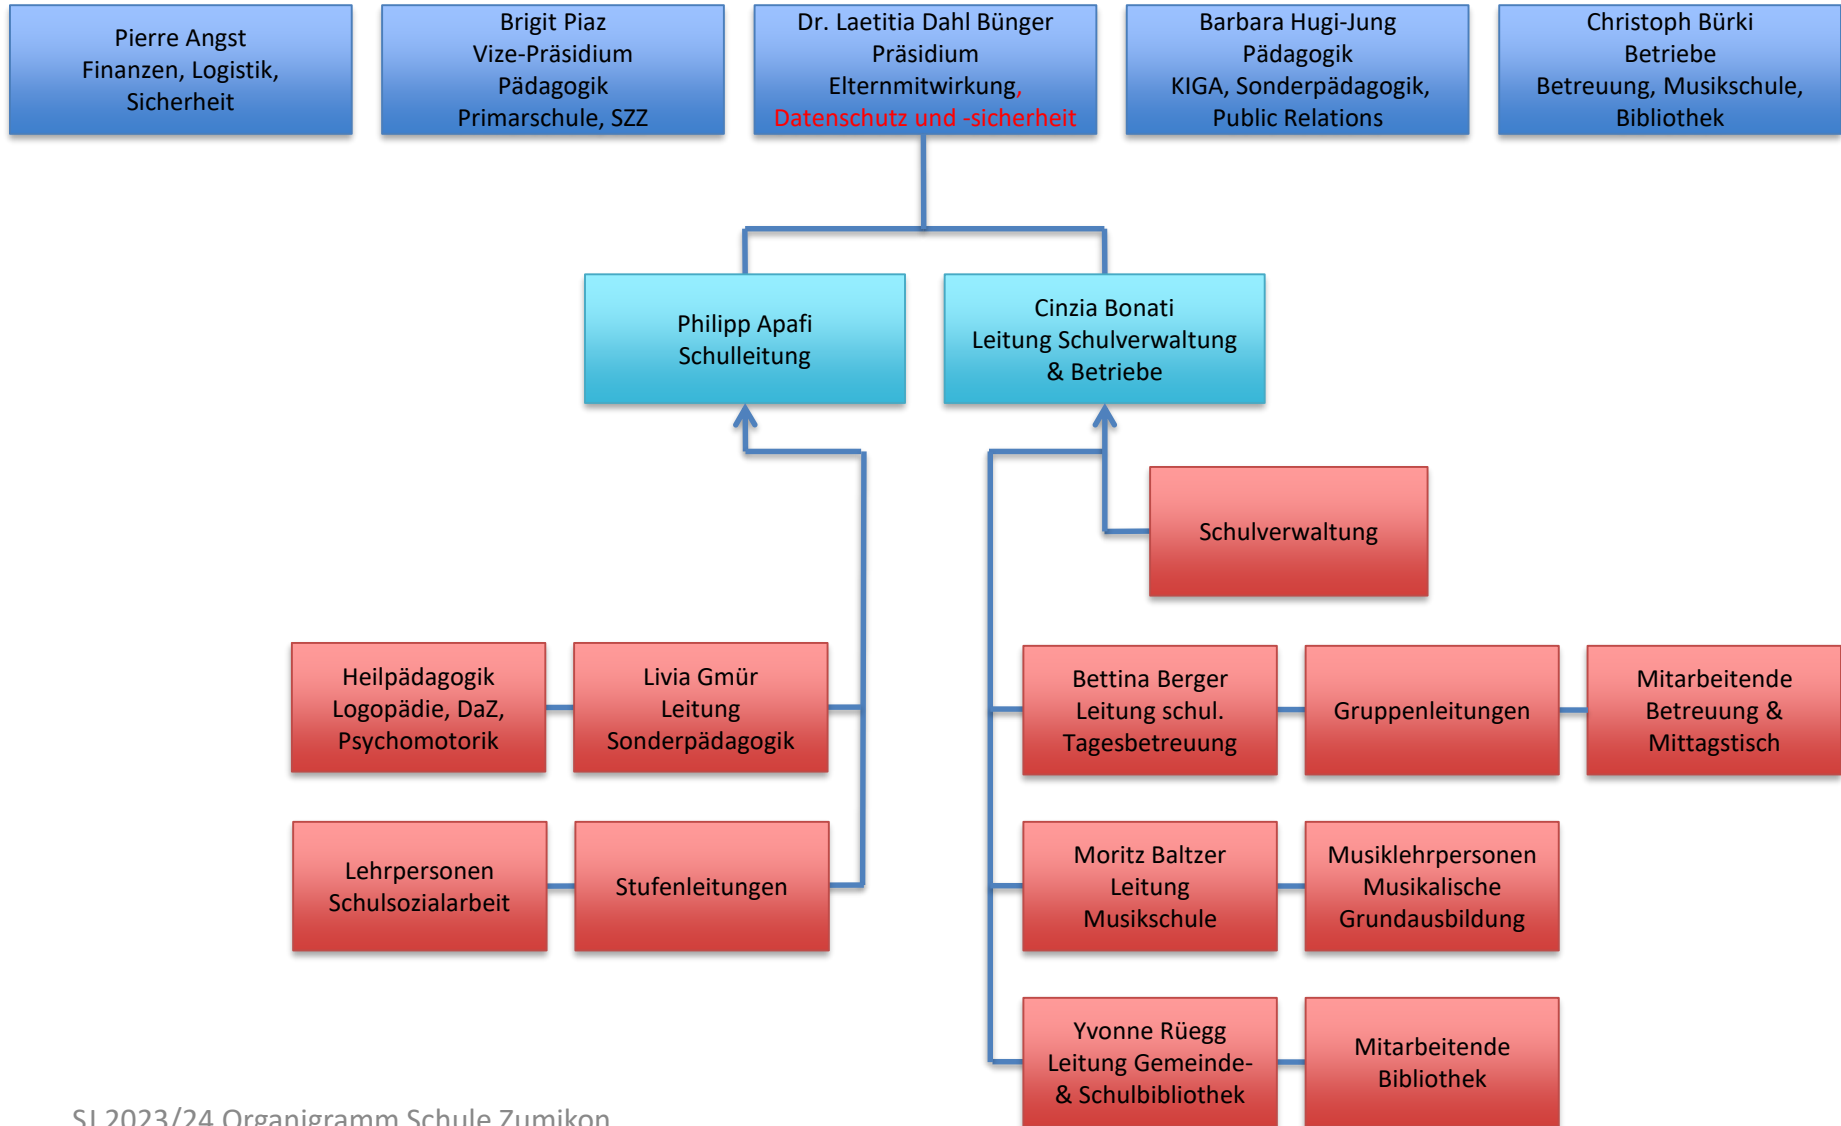 Pierre Angst
Finanzen, Logistik,
Sicherheit
Brigit Piaz
Vize-Präsidium
Pädagogik
Primarschule, SZZ
Dr. Laetitia Dahl Bünger
Präsidium
Elternmitwirkung,
Datenschutz und -sicherheit
Barbara Hugi-Jung
Pädagogik
KIGA, Sonderpädagogik,
Public Relations
Christoph Bürki
Betriebe
Betreuung, Musikschule,
Bibliothek
Philipp Apafi
Schulleitung
Cinzia Bonati
Leitung Schulverwaltung
& Betriebe
Schulverwaltung
Heilpädagogik
Logopädie, DaZ,
Psychomotorik
Livia Gmür
Leitung
Sonderpädagogik
Bettina Berger
Leitung schul.
Tagesbetreuung
Gruppenleitungen
Mitarbeitende
Betreuung &
Mittagstisch
Lehrpersonen
Schulsozialarbeit
Stufenleitungen
Moritz Baltzer
Leitung
Musikschule
Musiklehrpersonen
Musikalische
Grundausbildung
Yvonne Rüegg
Leitung Gemeinde-
& Schulbibliothek
Mitarbeitende
Bibliothek
SJ 2023/24 Organigramm Schule Zumikon